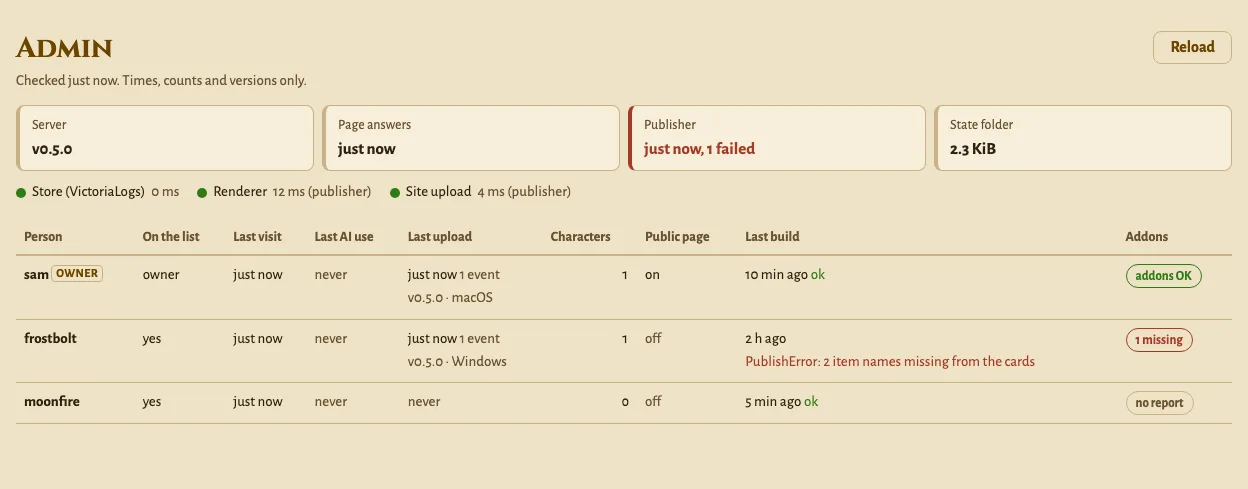 Admin
Reload
Checked just now. Times, counts and versions only.
Server
v0.5.0
Page answers
just now
Publisher
just now, 1 failed
State folder
2.3 KiB
Store (VictoriaLogs) 0 ms Renderer 12 ms (publisher) Site upload 4 ms (publisher)
Person On the list Last visit Last AI use Last upload Characters Public page Last build Addons
sam OWNER owner just now never just now 1 event 1 on 10 min ago ok addons OK
v0.5.0 · macOS
frostbolt yes just now never just now 1 event 1 off 2 h ago 1 missing
v0.5.0 · Windows PublishError: 2 item names missing from the cards
moonfire yes just now never never 0 off 5 min ago ok no report